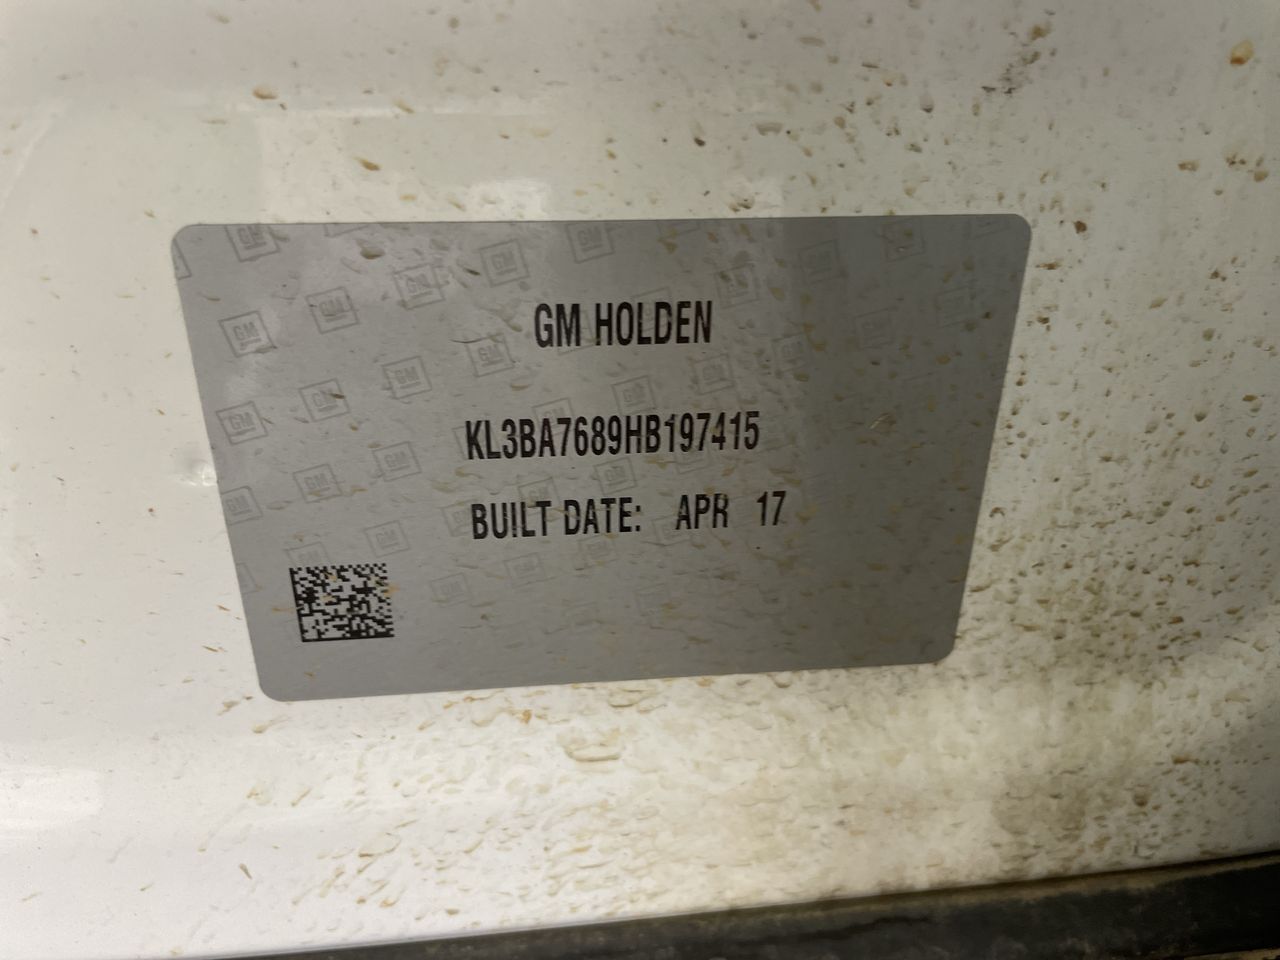 GM HOLDEN
KL3BA7689HB197415
BUILT DATE: APR 17